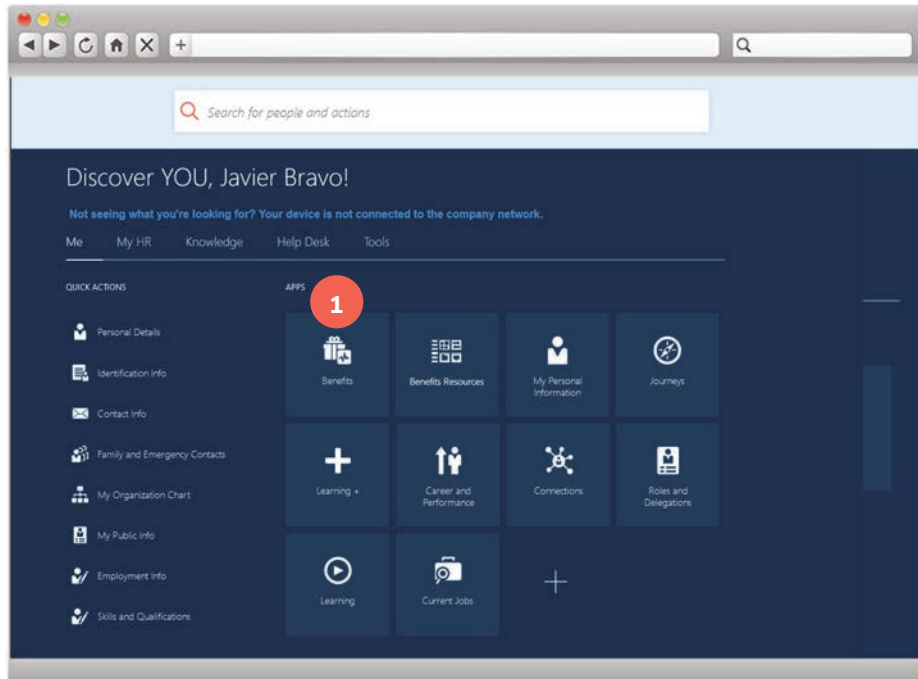 Search for people and actions
Discover YOU, Javier Bravo!
Not seeing what you're looking for? Your device is not connected to the company network.
Me My HR Knowledge Help Desk Tools
QUICK ACTIONS
Personal Details
Identification Info
Contact Info
Family and Emergency Contacts
My Organization Chart
My Public Info
Employment Info
Skills and Qualifications
APPS
1
Benefits
Benefits Resources
My Personal
Information
Journeys
Learning +
Career and
Performance
Connections
Roles and
Delegations
Learning
Current Jobs